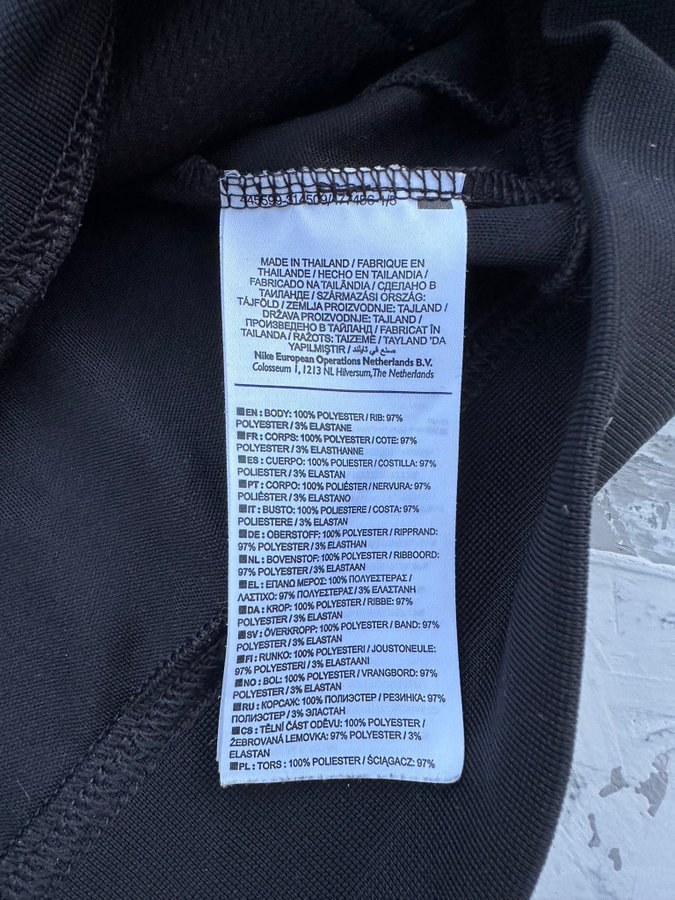 MADE IN THAILAND / FABRIQUE EN
THAILANDE / HECHO EN TAILANDIA /
FABRICADO NA TAILÂNDIA / СДЕЛАНО В
ТАИЛАНДЕ / SZÁRMAZÁSI ORSZÁG:
TÁJFÖLD / ZEMLJA PROIZVODNJE: TAJLAND /
DRŽAVA PROIZVODNJE: TAJLAND /
ПРОИЗВЕДЕНО В ТАЙЛАНД / FABRICAT ÎN
TAILANDA / RAŽOTS: TAIZEMĒ / TAYLAND 'DA
YAPILMIŞTIR / صنع في تايلند
Nike European Operations Netherlands B.V.
Colosseum 1, 1213 NL Hilversum, The Netherlands
EN : BODY: 100% POLYESTER / RIB: 97%
POLYESTER / 3% ELASTANE
FR : CORPS: 100% POLYESTER / COTE: 97%
POLYESTER / 3% ELASTHANNE
ES : CUERPO: 100% POLIESTER / COSTILLA: 97%
POLIESTER / 3% ELASTAN
PT : CORPO: 100% POLIÉSTER / NERVURA: 97%
POLIÉSTER / 3% ELASTANO
IT : BUSTO: 100% POLIESTERE / COSTA: 97%
POLIESTERE / 3% ELASTAN
DE : OBERSTOFF: 100% POLYESTER / RIPPRAND:
97% POLYESTER / 3% ELASTHAN
NL : BOVENSTOF: 100% POLYESTER / RIBBOORD:
97% POLYESTER / 3% ELASTAAN
EL : ΕΠΑΝΩ ΜΕΡΟΣ: 100% ΠΟΛΥΕΣΤΕΡΑΣ /
ΛΑΣΤΙΧΟ: 97% ΠΟΛΥΕΣΤΕΡΑΣ / 3% ΕΛΑΣΤΑΝΗ
DA : KROP: 100% POLYESTER / RIBBE: 97%
POLYESTER / 3% ELASTAN
SV : ÖVERKROPP: 100% POLYESTER / BAND: 97%
POLYESTER / 3% ELASTAN
FI : RUNKO: 100% POLYESTERI / JOUSTONEULE:
97% POLYESTERI / 3% ELASTAANI
NO : BOL: 100% POLYESTER / VRANGBORD: 97%
POLYESTER / 3% ELASTAN
RU : КОРСАЖ: 100% ПОЛИЭСТЕР / РЕЗИНКА: 97%
ПОЛИЭСТЕР / 3% ЭЛАСТАН
CS : TĚLNÍ ČÁST ODĚVU: 100% POLYESTER /
ŽEBROVANÁ LEMOVKA: 97% POLYESTER / 3%
ELASTAN
PL : TORS : 100% POLIESTER / ŚCIĄGACZ: 97%